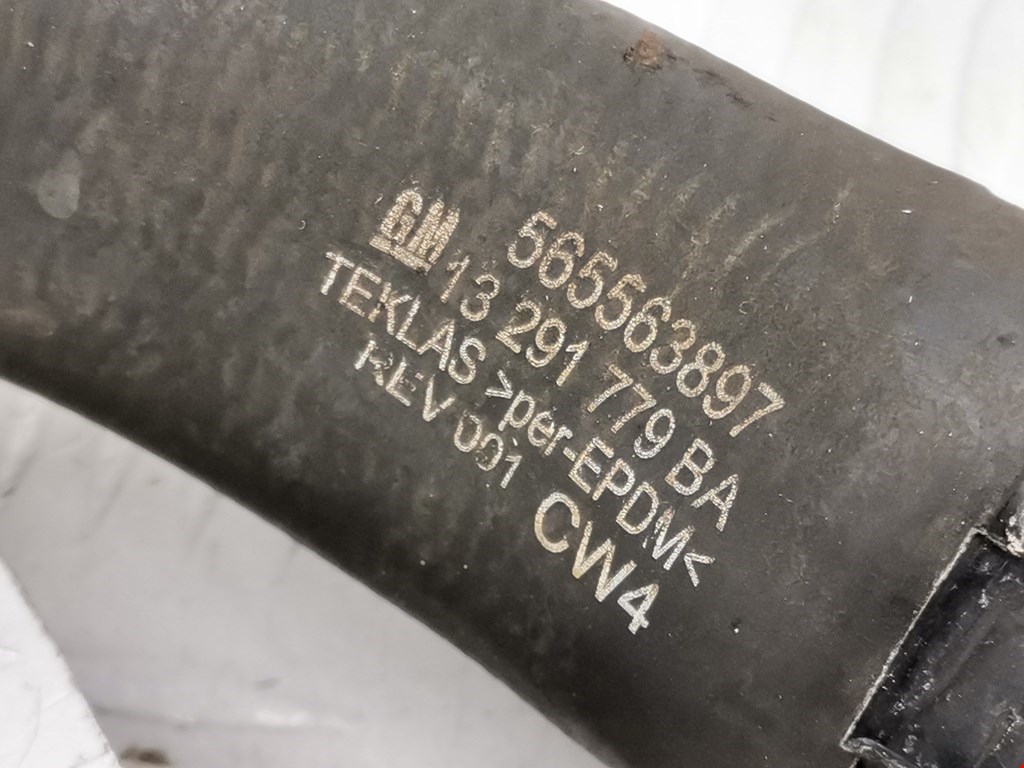 565563897
GM 13 291 779 BA
TEKLAS >per-EPDM<
REV 001 CW4